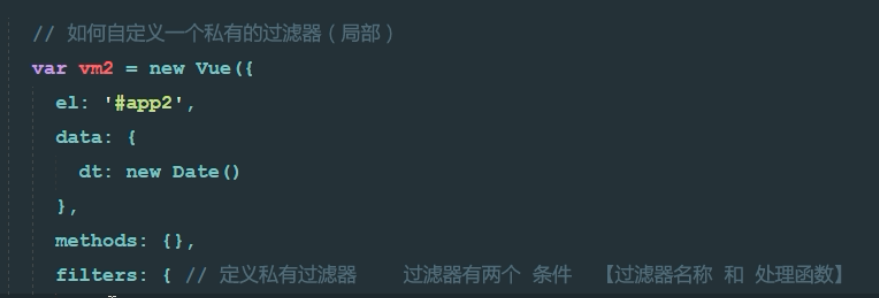 // 如何自定义一个私有的过滤器（局部）
var vm2 = new Vue({
el: '#app2',
data: {
dt: new Date()
},
methods: {},
filters: { // 定义私有过滤器    过滤器有两个 条件  【过滤器名称 和 处理函数】